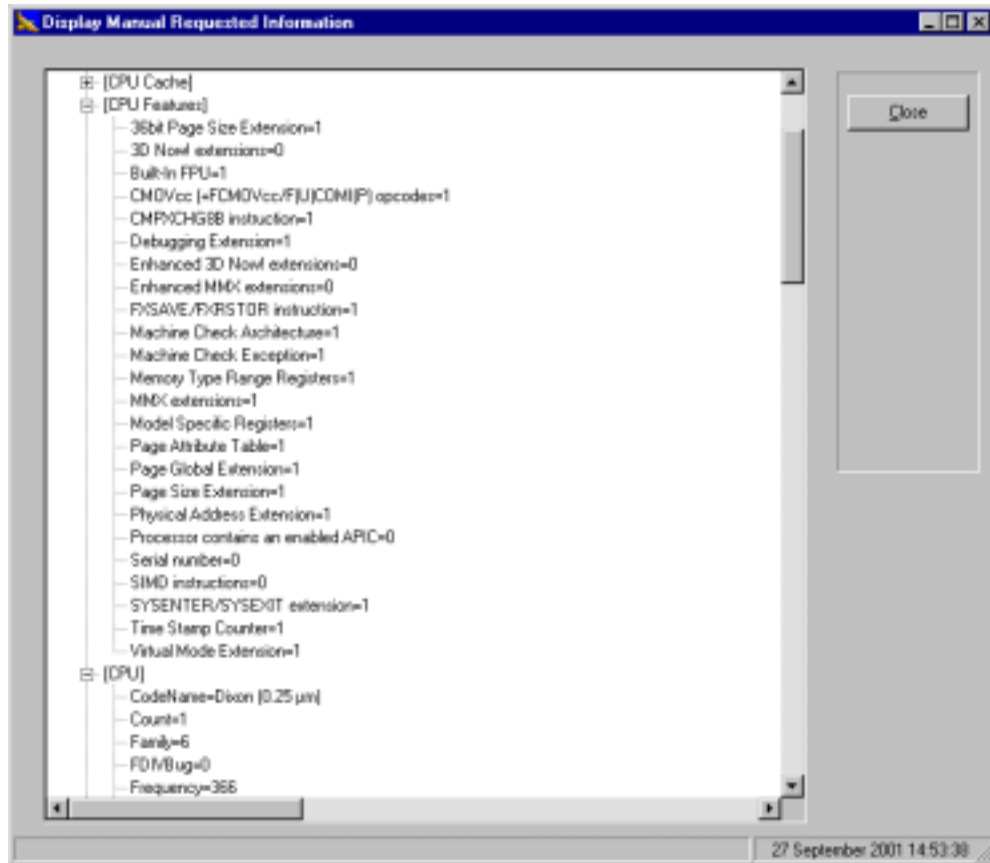 Display Manual Requested Information
[CPU Cache]
[CPU Features]
36bit Page Size Extension=1
3D Now! extensions=0
Built-In FPU=1
CMOVcc (+FCMOVcc/F(U)COMI(P) opcodes=1
CMPXCHG8B instruction=1
Debugging Extension=1
Enhanced 3D Now! extensions=0
Enhanced MMX extensions=0
FXSAVE/FXRSTOR instruction=1
Machine Check Architecture=1
Machine Check Exception=1
Memory Type Range Registers=1
MMX extensions=1
Model Specific Registers=1
Page Attribute Table=1
Page Global Extension=1
Page Size Extension=1
Physical Address Extension=1
Processor contains an enabled APIC=0
Serial number=0
SIMD instructions=0
SYSENTER/SYSEXIT extension=1
Time Stamp Counter=1
Virtual Mode Extension=1
[CPU]
CodeName=Dixon (0.25 µm)
Count=1
Family=6
FDIVBug=0
Frequency=366
Close
27 September 2001 14:53:38